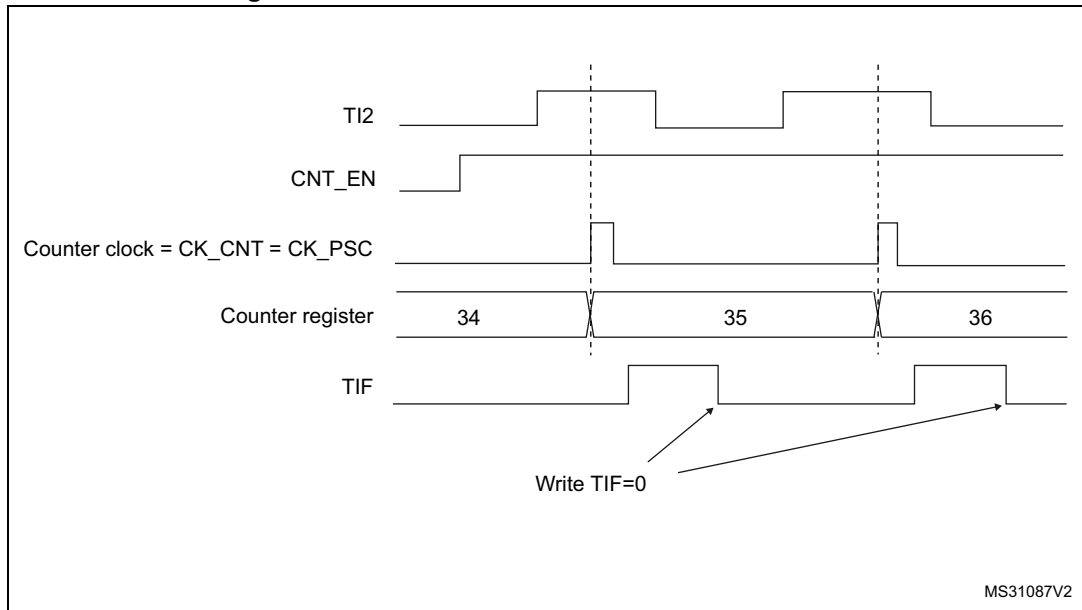 TI2
CNT_EN
Counter clock = CK_CNT = CK_PSC
Counter register 34 35 36
TIF
Write TIF=0
MS31087V2